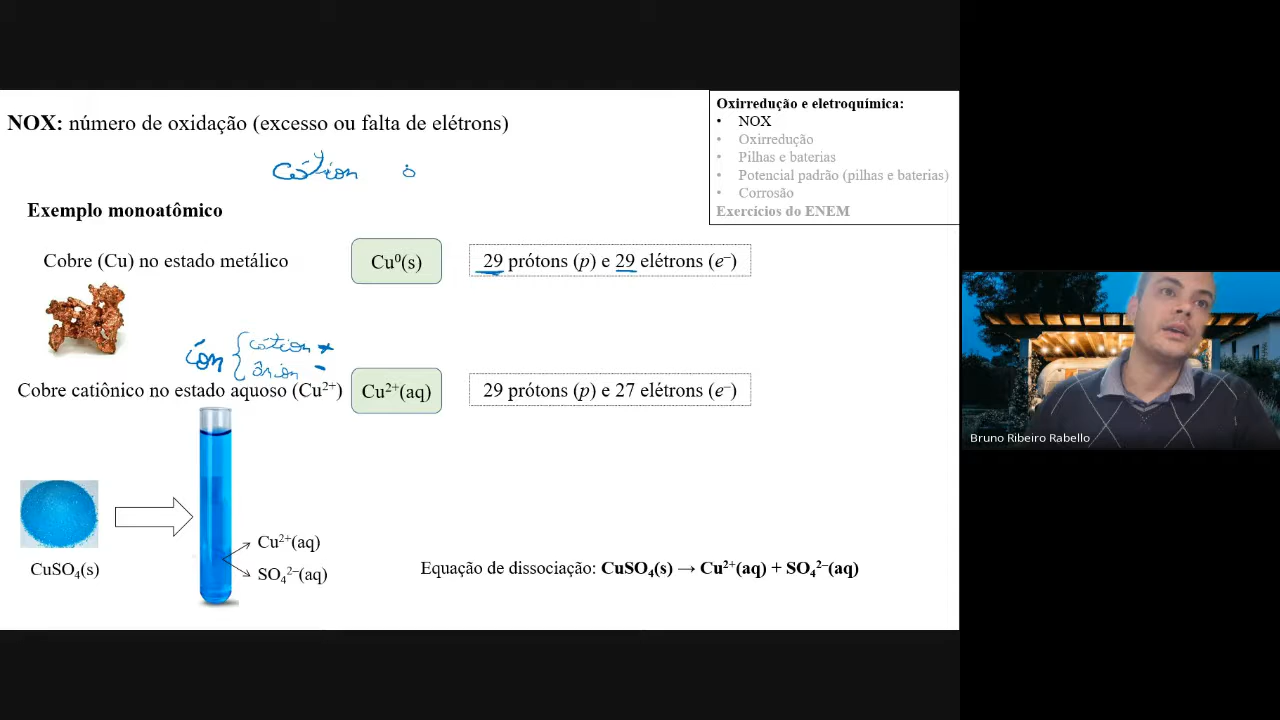 NOX: número de oxidação (excesso ou falta de elétrons)
cátion
Exemplo monoatômico
Cobre (Cu) no estado metálico
Cu⁰(s)
29 prótons (p) e 29 elétrons (e⁻)
íon { cátion +
ânion -
Cobre catiônico no estado aquoso (Cu²⁺)
Cu²⁺(aq)
29 prótons (p) e 27 elétrons (e⁻)
CuSO₄(s)
Cu²⁺(aq)
SO₄²⁻(aq)
Equação de dissociação: CuSO₄(s) → Cu²⁺(aq) + SO₄²⁻(aq)
Oxirredução e eletroquímica:
• NOX
• Oxirredução
• Pilhas e baterias
• Potencial padrão (pilhas e baterias)
• Corrosão
Exercícios do ENEM
Bruno Ribeiro Rabello